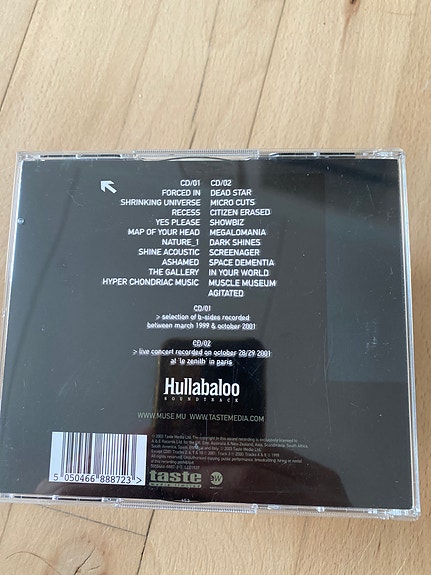 CD/01 CD/02
FORCED IN DEAD STAR
SHRINKING UNIVERSE MICRO CUTS
RECESS CITIZEN ERASED
YES PLEASE SHOWBIZ
MAP OF YOUR HEAD MEGALOMANIA
NATURE_1 DARK SHINES
SHINE ACOUSTIC SCREENAGER
ASHAMED SPACE DEMENTIA
THE GALLERY IN YOUR WORLD
HYPER CHONDRIAC MUSIC MUSCLE MUSEUM
AGITATED
CD/01
> selection of b-sides recorded
between march 1999 & october 2001
CD/02
> live concert recorded on october 28/29 2001
at 'le zenith' in paris
Hullabaloo
SOUNDTRACK
WWW.MUSE.MU WWW.TASTEMEDIA.COM
5 050466 888723 >
taste